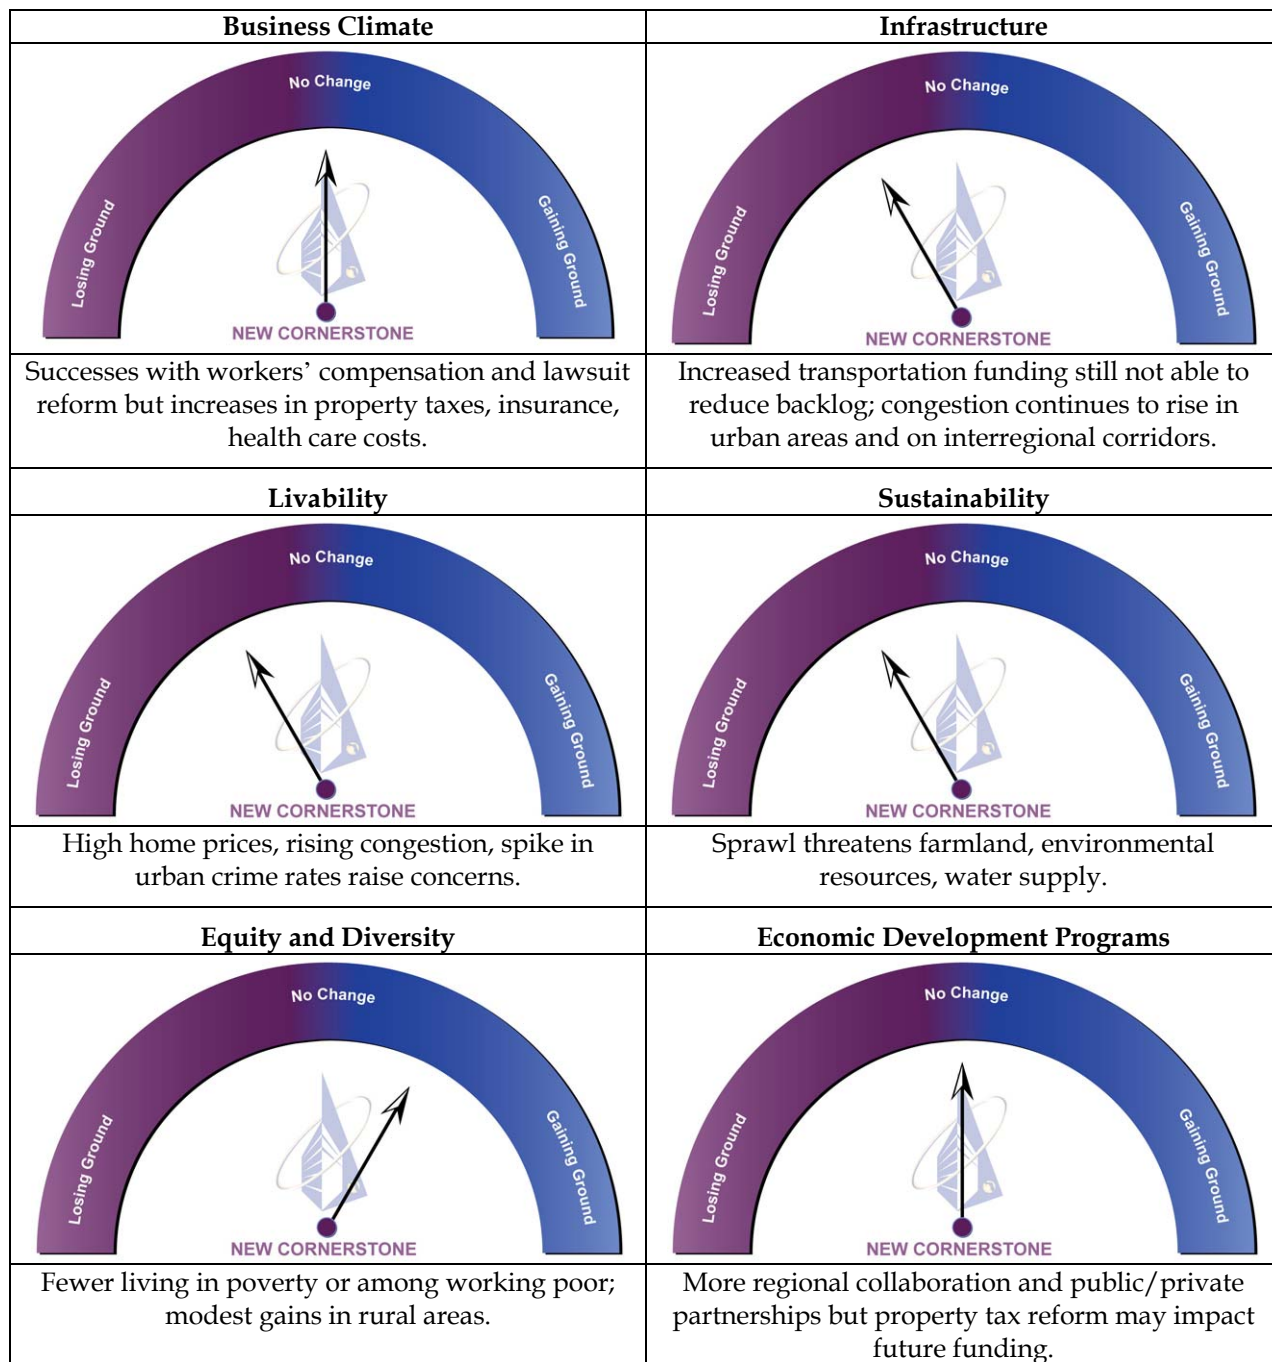 Business Climate
No Change
Losing Ground
Gaining Ground
NEW CORNERSTONE
Successes with workers’ compensation and lawsuit
reform but increases in property taxes, insurance,
health care costs.
Infrastructure
No Change
Losing Ground
Gaining Ground
NEW CORNERSTONE
Increased transportation funding still not able to
reduce backlog; congestion continues to rise in
urban areas and on interregional corridors.
Livability
No Change
Losing Ground
Gaining Ground
NEW CORNERSTONE
High home prices, rising congestion, spike in
urban crime rates raise concerns.
Sustainability
No Change
Losing Ground
Gaining Ground
NEW CORNERSTONE
Sprawl threatens farmland, environmental
resources, water supply.
Equity and Diversity
No Change
Losing Ground
Gaining Ground
NEW CORNERSTONE
Fewer living in poverty or among working poor;
modest gains in rural areas.
Economic Development Programs
No Change
Losing Ground
Gaining Ground
NEW CORNERSTONE
More regional collaboration and public/private
partnerships but property tax reform may impact
future funding.